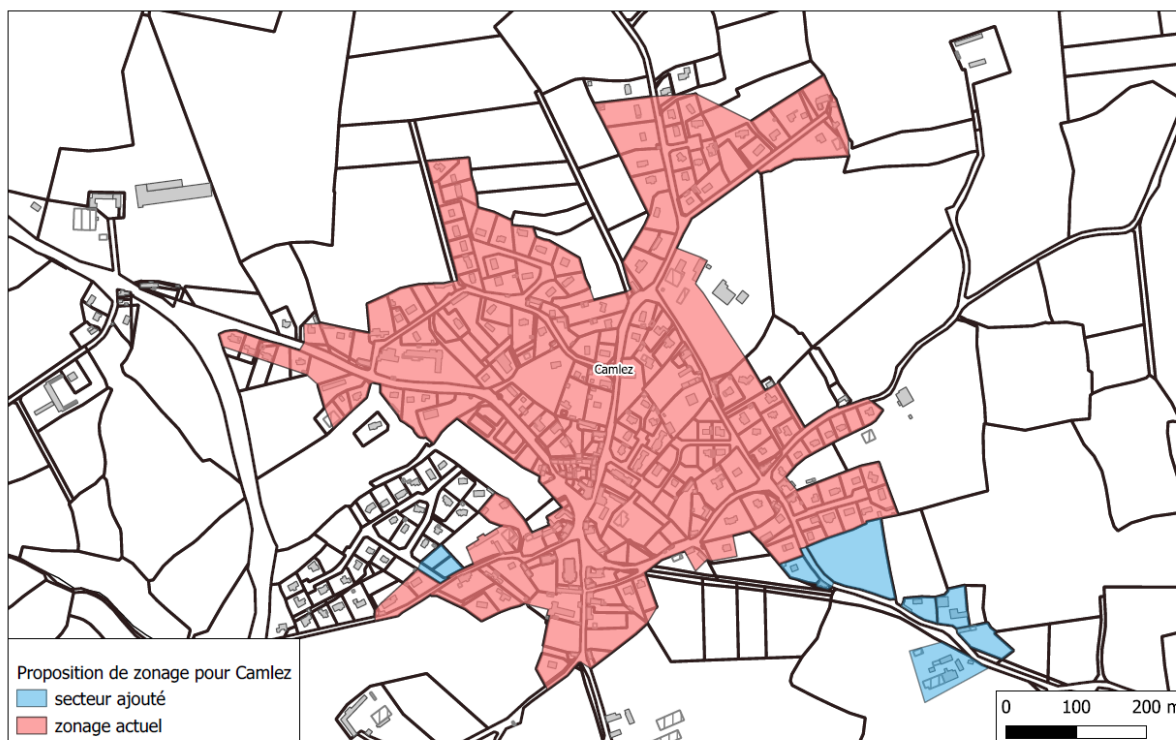 Camlez
Proposition de zonage pour Camlez
secteur ajouté
zonage actuel
0 100 200 m